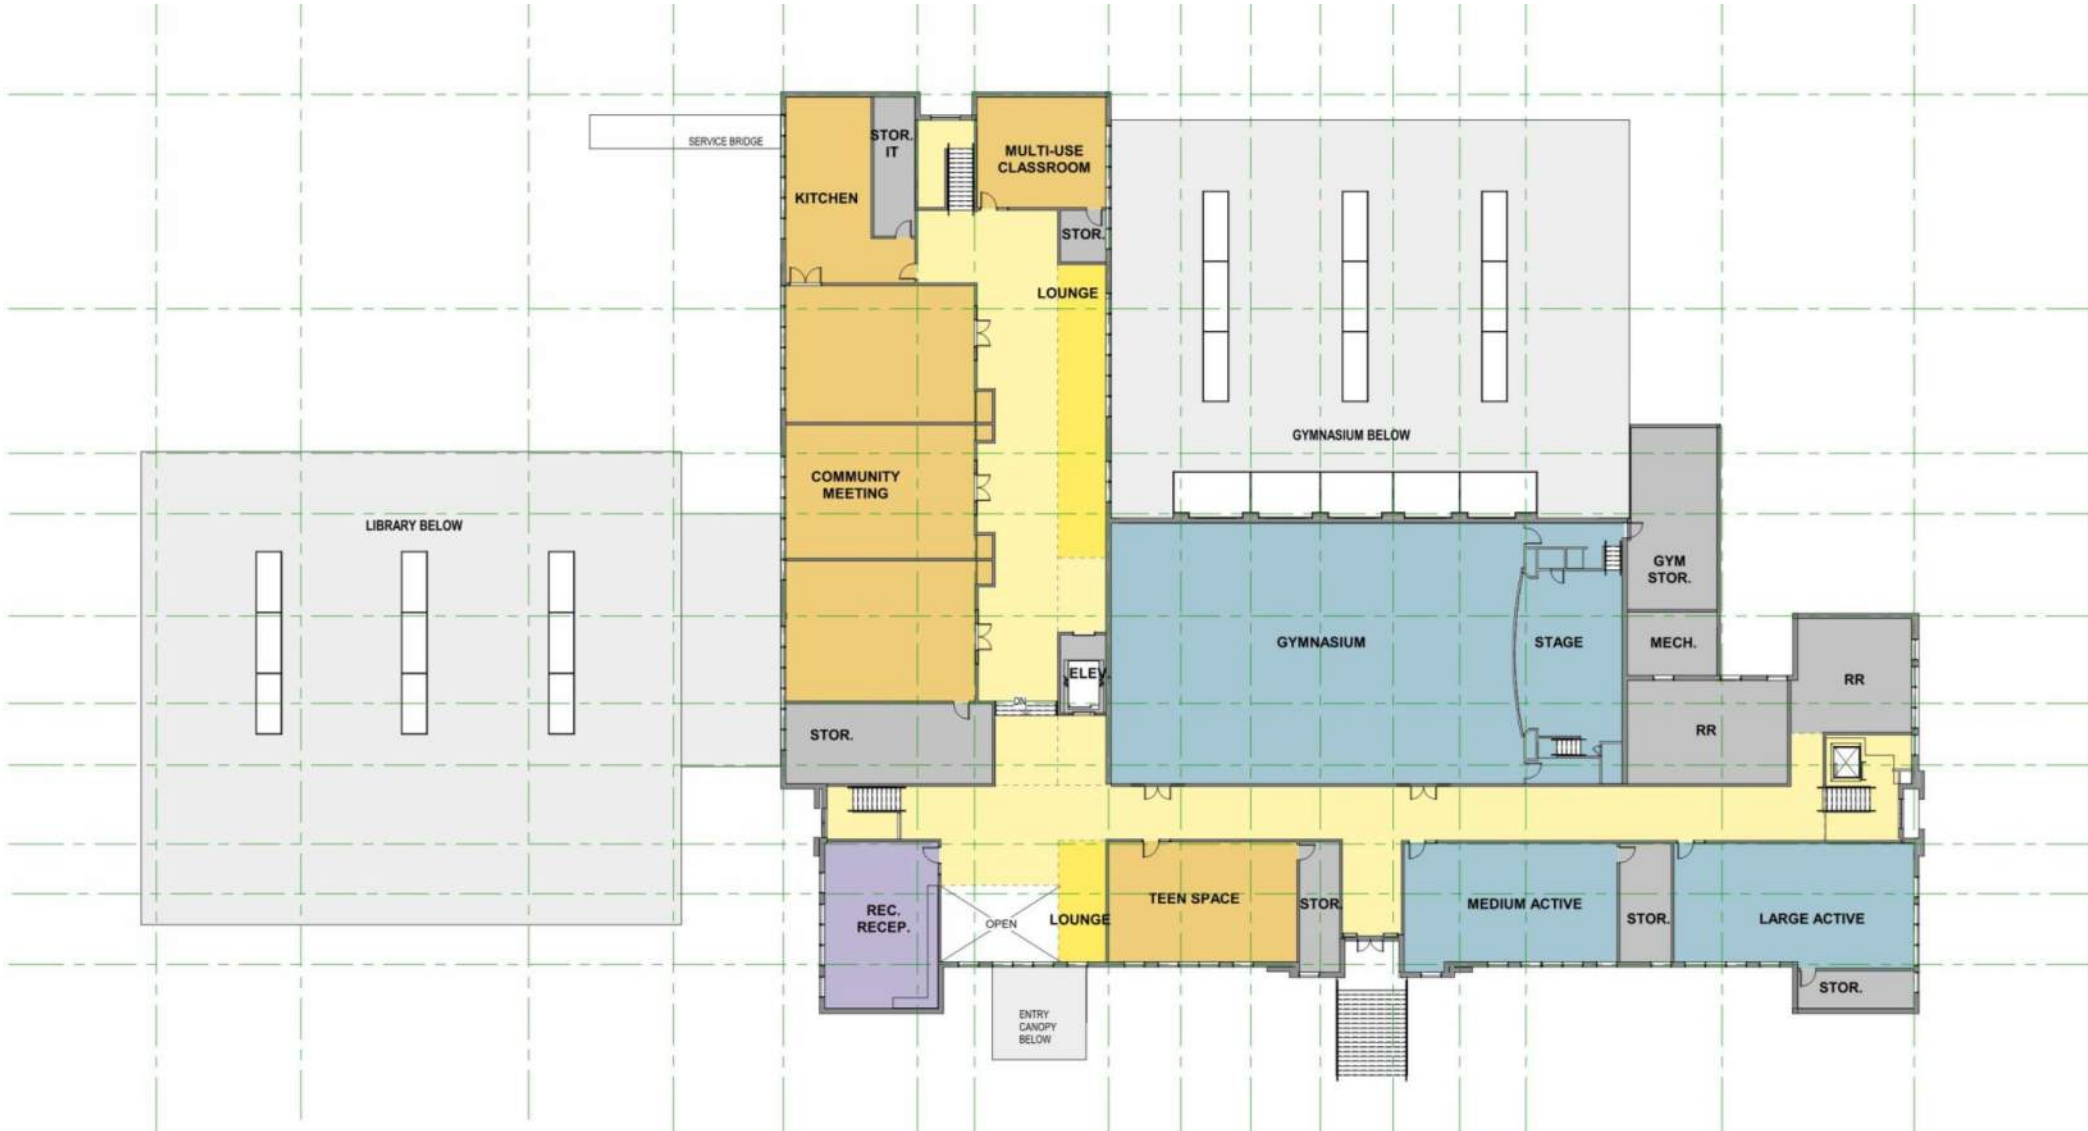 STOR.
IT
SERVICE BRIDGE
MULTI-USE
CLASSROOM
KITCHEN
STOR.
LOUNGE
GYMNASIUM BELOW
COMMUNITY
MEETING
LIBRARY BELOW
GYM
STOR.
GYMNASIUM
STAGE
MECH.
ELEV.
RR
DN
STOR.
RR
TEEN SPACE
STOR.
MEDIUM ACTIVE
STOR.
LARGE ACTIVE
REC.
RECEP.
OPEN
LOUNGE
STOR.
ENTRY
CANOPY
BELOW